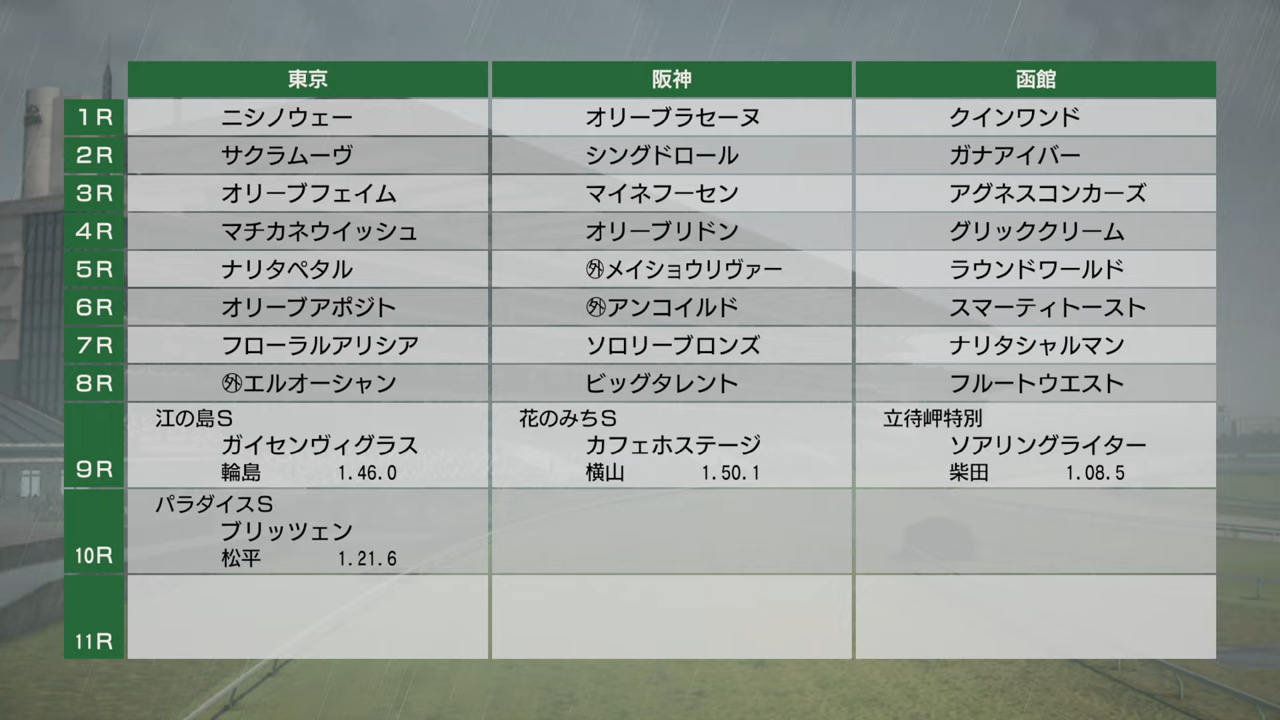 東京 阪神 函館
1R ニシノウェー オリーブラセーヌ クインワンド
2R サクラムーヴ シングドロール ガナアイバー
3R オリーブフェイム マイネフーセン アグネスコンカーズ
4R マチカネウイッシュ オリーブリドン グリッククリーム
5R ナリタペタル ㊕メイショウリヴァー ラウンドワールド
6R オリーブアポジト 外アンコイルド スマーティトースト
7R フローラルアリシア ソロリーブロンズ ナリタシャルマン
8R 外エルオーシャン ビッグタレント フルートウエスト
江の島S 花のみちS 立待岬特別
ガイセンヴィグラス カフェホステージ ソアリングライター
9R 輪島 1.46.0 横山 1.50.1 柴田 1.08.5
パラダイスS
ブリッツェン
10R 松平 1.21.6
11R